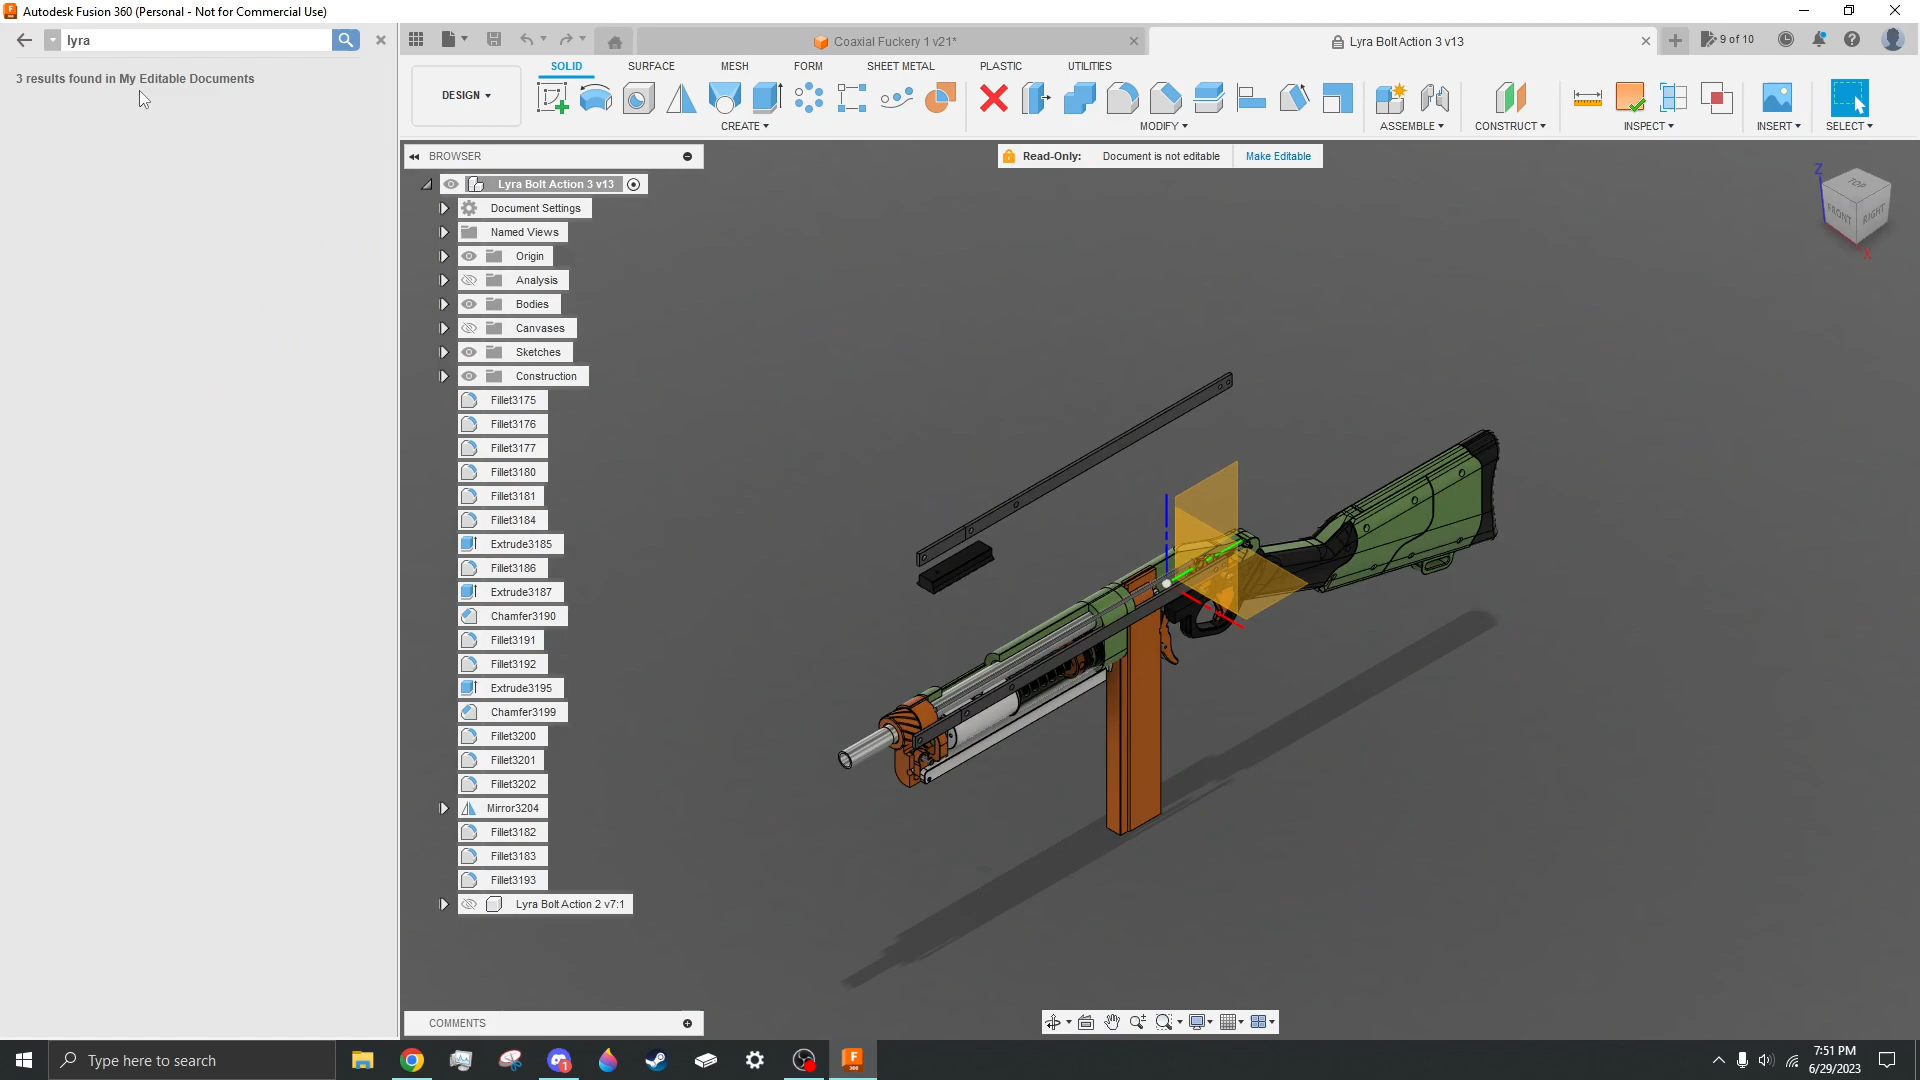 Autodesk Fusion 360 (Personal - Not for Commercial Use)
lyra
3 results found in My Editable Documents
Coaxial Fuckery 1 v21*
Lyra Bolt Action 3 v13
9 of 10
DESIGN
SOLID
SURFACE
MESH
FORM
SHEET METAL
PLASTIC
UTILITIES
CREATE
MODIFY
ASSEMBLE
CONSTRUCT
INSPECT
INSERT
SELECT
BROWSER
Read-Only: Document is not editable Make Editable
Lyra Bolt Action 3 v13
Document Settings
Named Views
Origin
Analysis
Bodies
Canvases
Sketches
Construction
Fillet3175
Fillet3176
Fillet3177
Fillet3180
Fillet3181
Fillet3184
Extrude3185
Fillet3186
Extrude3187
Chamfer3190
Fillet3191
Fillet3192
Extrude3195
Chamfer3199
Fillet3200
Fillet3201
Fillet3202
Mirror3204
Fillet3182
Fillet3183
Fillet3193
Lyra Bolt Action 2 v7:1
Z
TOP
FRONT
RIGHT
X
COMMENTS
Type here to search
1
F
360
7:51 PM
6/29/2023